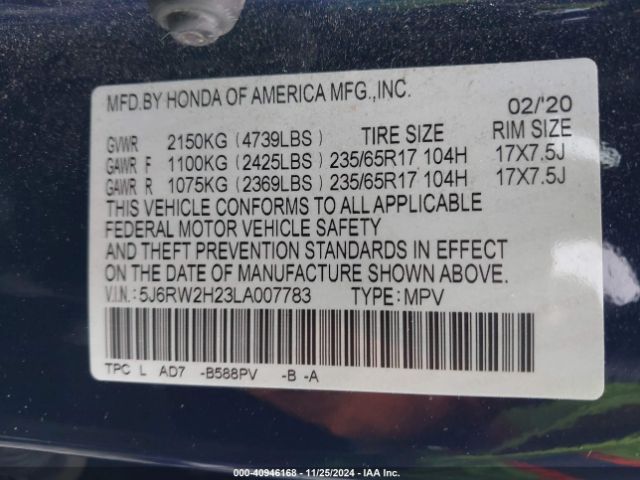 MFD.BY HONDA OF AMERICA MFG.,INC. 02/'20
GVWR 2150KG (4739LBS) TIRE SIZE RIM SIZE
GAWR F 1100KG (2425LBS) 235/65R17 104H 17X7.5J
GAWR R 1075KG (2369LBS) 235/65R17 104H 17X7.5J
THIS VEHICLE CONFORMS TO ALL APPLICABLE
FEDERAL MOTOR VEHICLE SAFETY
AND THEFT PREVENTION STANDARDS IN EFFECT
ON THE DATE OF MANUFACTURE SHOWN ABOVE.
V.I.N.: 5J6RW2H23LA007783 TYPE: MPV
TPC L AD7 -B588PV -B -A
000-40946168 - 11/25/2024 - IAA Inc.